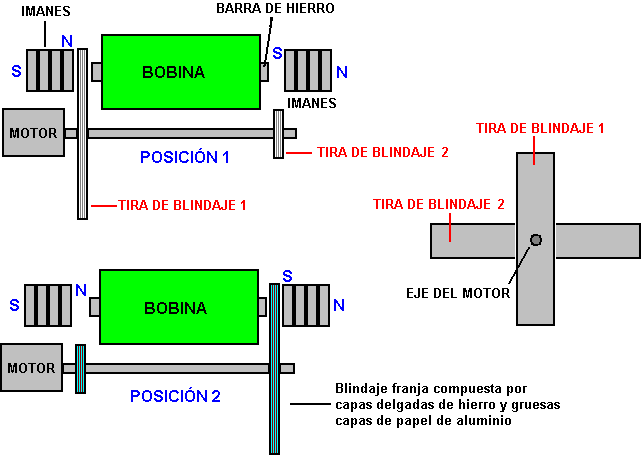 IMANES
BARRA DE HIERRO
N
S
S
BOBINA
N
IMANES
MOTOR
POSICIÓN 1
TIRA DE BLINDAJE 2
TIRA DE BLINDAJE 1
TIRA DE BLINDAJE 1
TIRA DE BLINDAJE 2
EJE DEL MOTOR
S
N
S
BOBINA
N
MOTOR
POSICIÓN 2
Blindaje franja compuesta por
capas delgadas de hierro y gruesas
capas de papel de aluminio